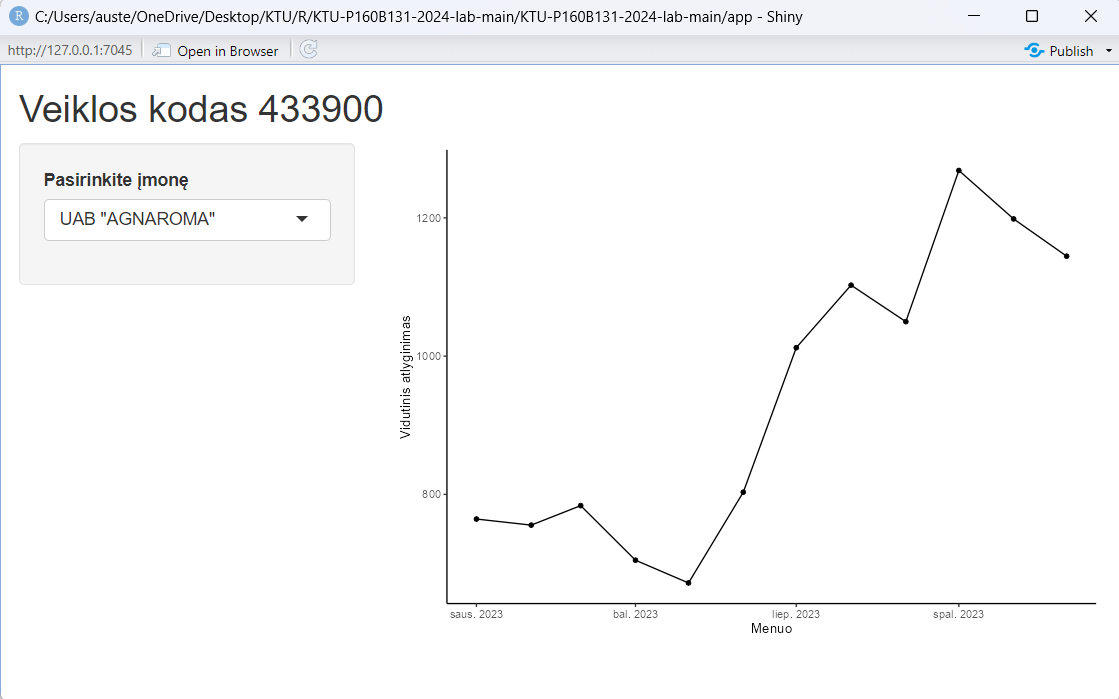 R C:/Users/auste/OneDrive/Desktop/KTU/R/KTU-P160B131-2024-lab-main/KTU-P160B131-2024-lab-main/app - Shiny
http://127.0.0.1:7045 Open in Browser Publish
Veiklos kodas 433900
Pasirinkite įmonę
UAB "AGNAROMA"
Vidutinis atlyginimas
1200
1000
800
saus. 2023 bal. 2023 liep. 2023 spal. 2023
Menuo